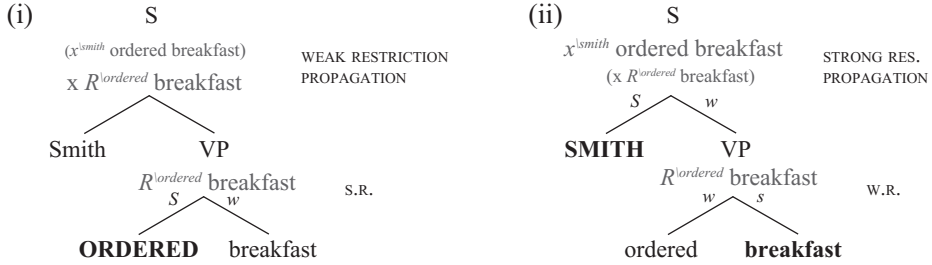 (i) S
(x\smith ordered breakfast)
x R\ordered breakfast
WEAK RESTRICTION
PROPAGATION
Smith VP
R\ordered breakfast
S w
S.R.
ORDERED breakfast
(ii) S
x\smith ordered breakfast
(x R\ordered breakfast)
STRONG RES.
PROPAGATION
S w
SMITH VP
R\ordered breakfast
W.R.
w s
ordered breakfast